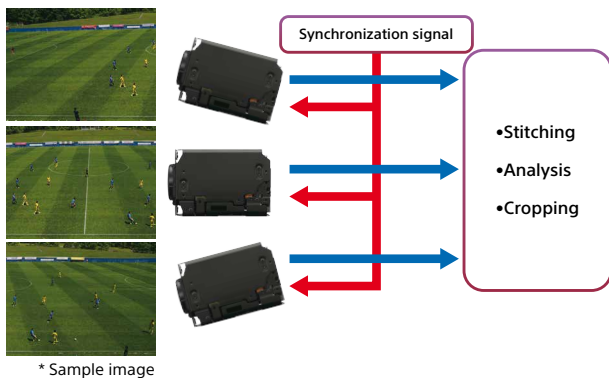 Synchronization signal
•Stitching
•Analysis
•Cropping
* Sample image